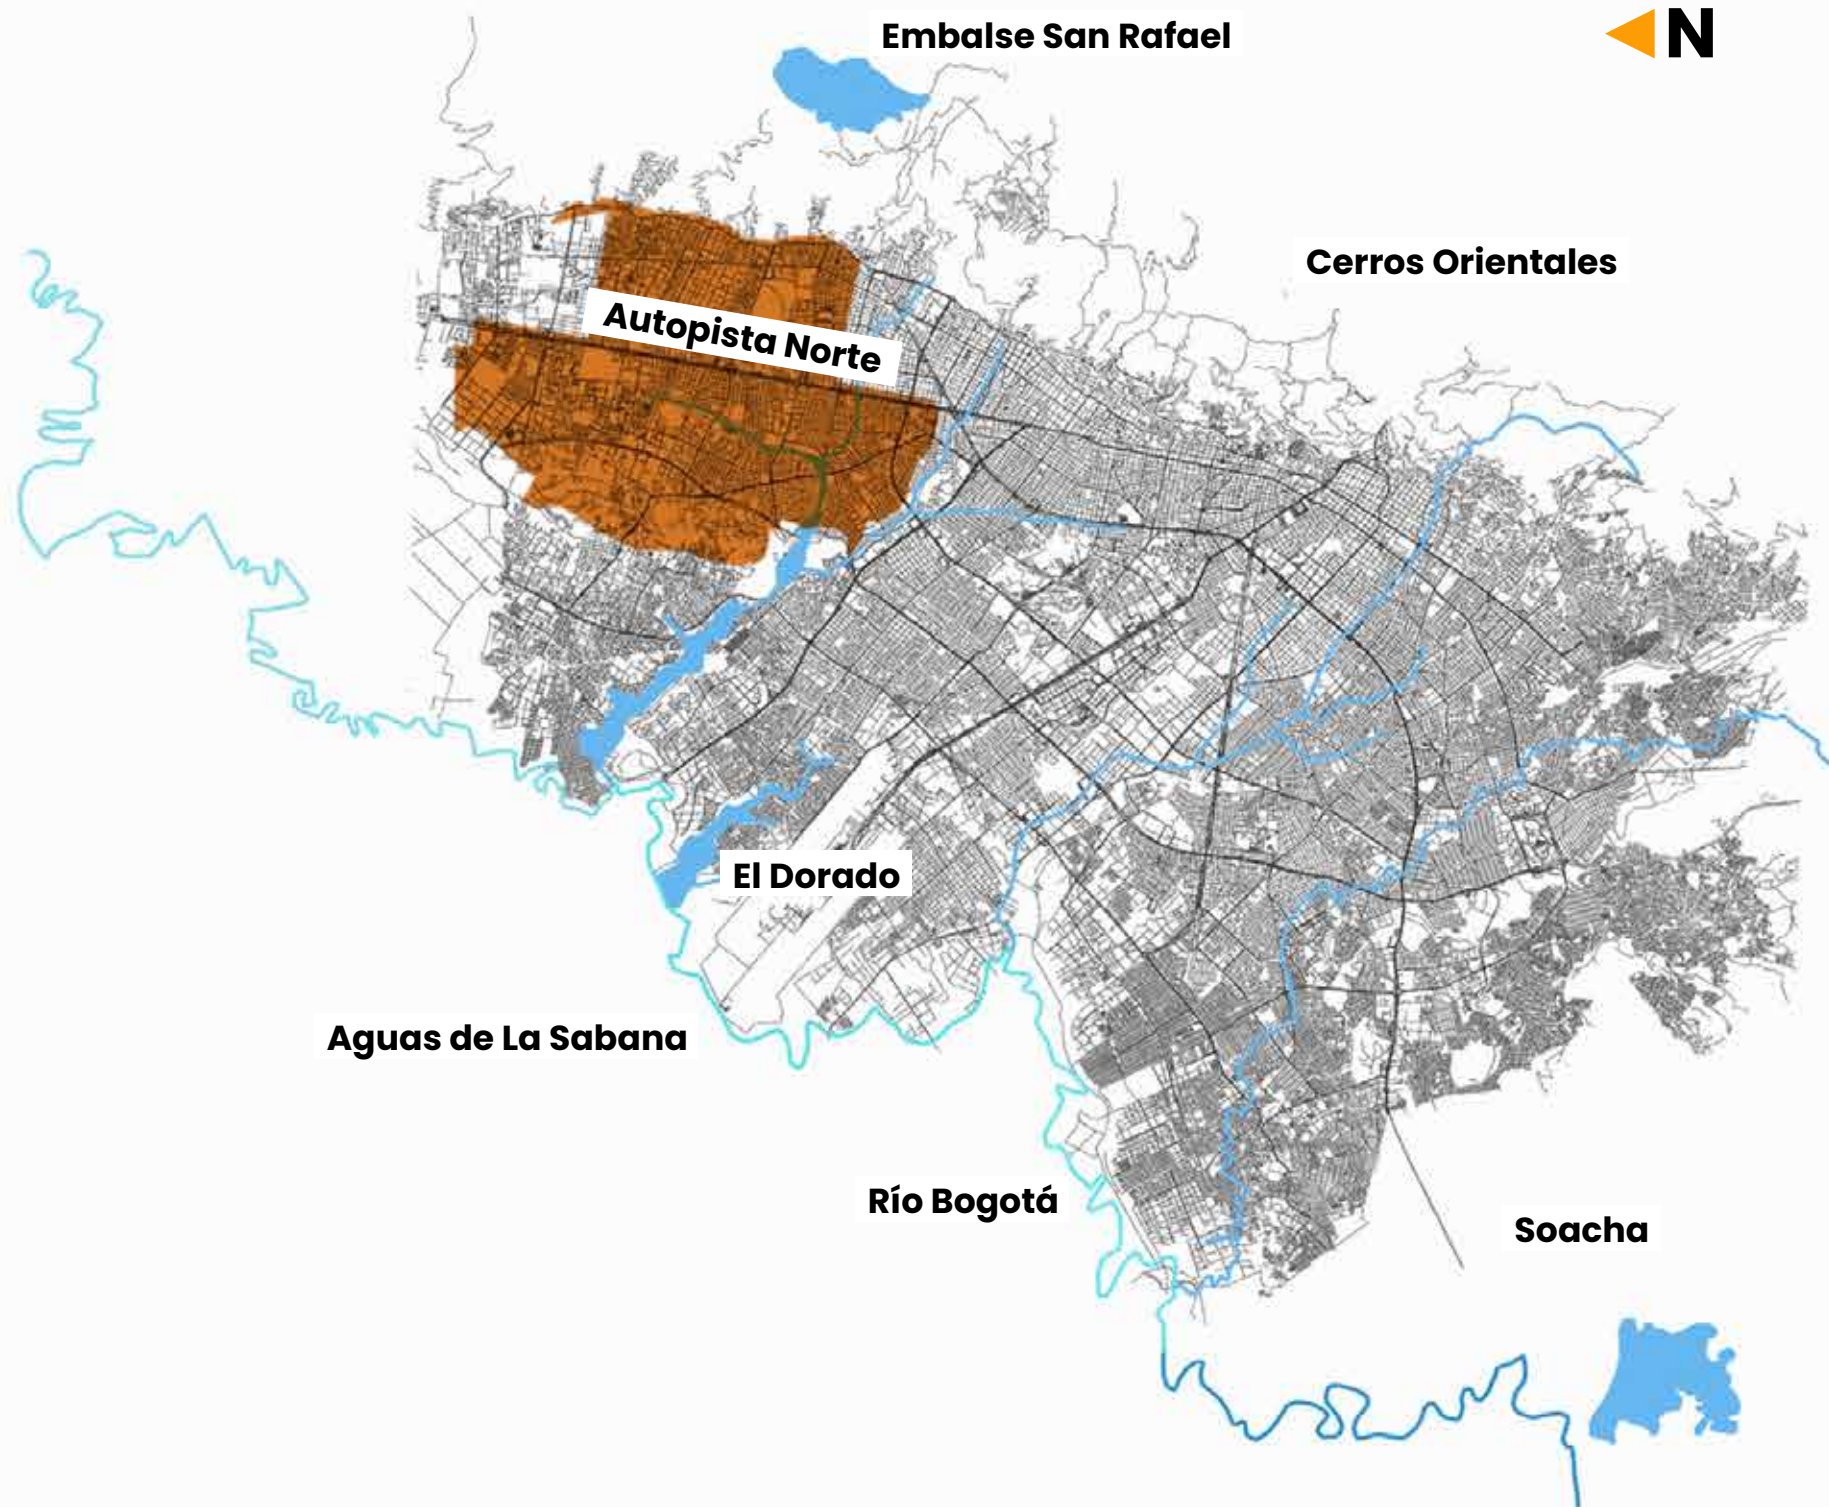 Embalse San Rafael
N
Cerros Orientales
Autopista Norte
El Dorado
Aguas de La Sabana
Río Bogotá
Soacha